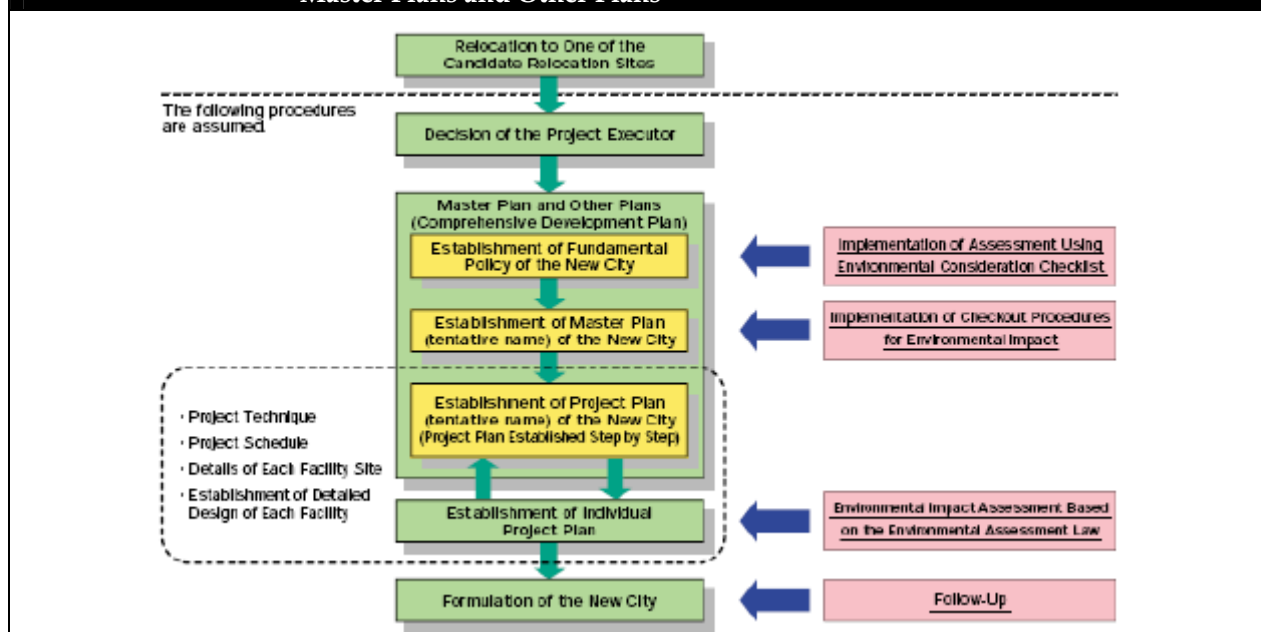 Master Plans and Other Plans
Relocation to One of the
Candidate Relocation Sites
The following procedures
are assumed.
Decision of the Project Executor
Master Plan and Other Plans
(Comprehensive Development Plan)
Establishment of Fundamental
Policy of the New City
Implementation of Assessment Using
Environmental Consideration Checklist
Establishment of Master Plan
(tentative name) of the New City
Implementation of Checkout Procedures
for Environmental Impact
Establishment of Project Plan
(tentative name) of the New City
(Project Plan Established Step by Step)
· Project Technique
· Project Schedule
· Details of Each Facility Site
· Establishment of Detailed
Design of Each Facility
Establishment of Individual
Project Plan
Environmental Impact Assessment Based
on the Environmental Assessment Law
Formulation of the New City
Follow-Up